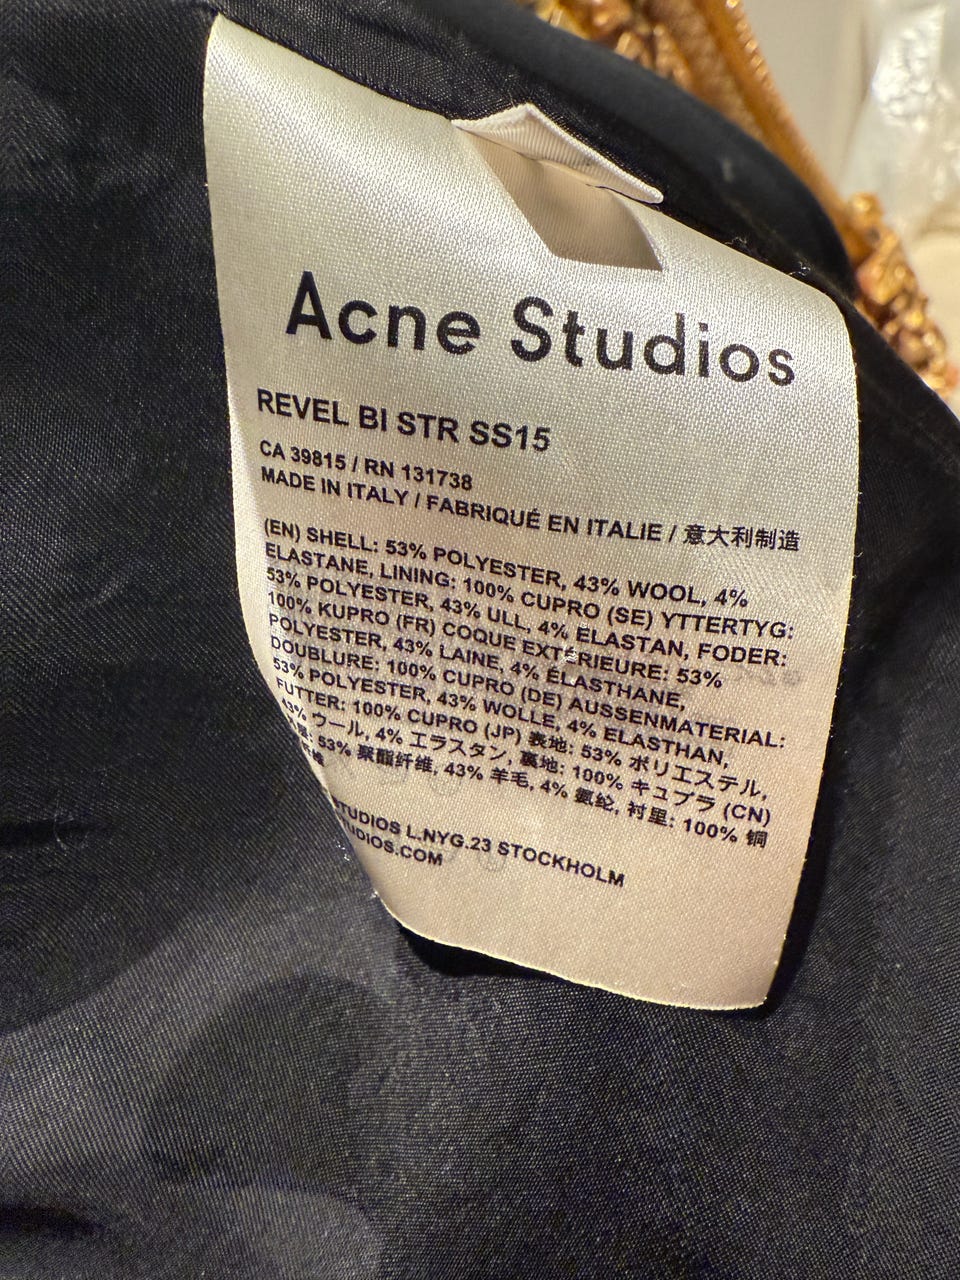 Acne Studios
REVEL BI STR SS15
CA 39815 / RN 131738
MADE IN ITALY / FABRIQUÉ EN ITALIE / 意大利制造
(EN) SHELL: 53% POLYESTER, 43% WOOL, 4%
ELASTANE, LINING: 100% CUPRO (SE) YTTERTYG:
53% POLYESTER, 43% ULL, 4% ELASTAN, FODER:
100% KUPRO (FR) COQUE EXTÉRIEURE: 53%
POLYESTER, 43% LAINE, 4% ÉLASTHANE,
DOUBLURE: 100% CUPRO (DE) AUSSENMATERIAL:
53% POLYESTER, 43% WOLLE, 4% ELASTHAN,
FUTTER: 100% CUPRO (JP) 表地: 53% ポリエステル,
43% ウール, 4% エラスタン, 裏地: 100% キュプラ (CN)
53% 聚酯纤维, 43% 羊毛, 4% 氨纶, 衬里: 100% 铜
维
STUDIOS L.NYG.23 STOCKHOLM
UDIOS.COM